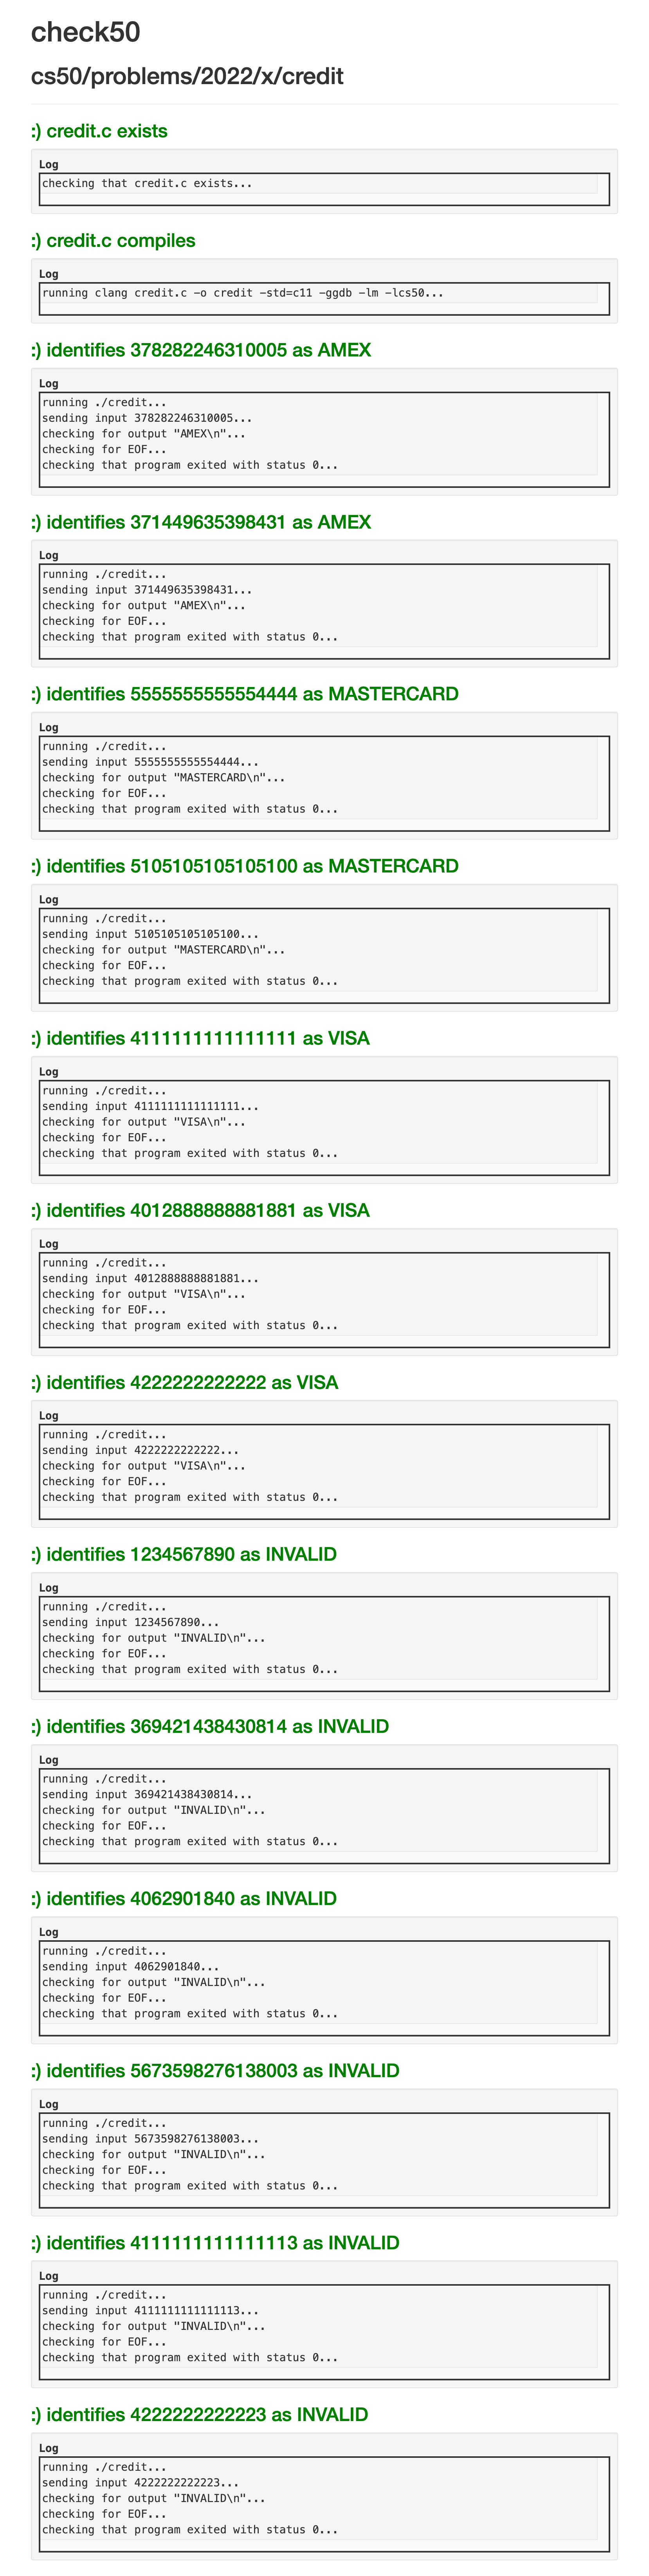 check50
cs50/problems/2022/x/credit
:) credit.c exists
Log
checking that credit.c exists...
:) credit.c compiles
Log
running clang credit.c -o credit -std=c11 -ggdb -lm -lcs50...
:) identifies 378282246310005 as AMEX
Log
running ./credit...
sending input 378282246310005...
checking for output "AMEX\n"...
checking for EOF...
checking that program exited with status 0...
:) identifies 371449635398431 as AMEX
Log
running ./credit...
sending input 371449635398431...
checking for output "AMEX\n"...
checking for EOF...
checking that program exited with status 0...
:) identifies 5555555555554444 as MASTERCARD
Log
running ./credit...
sending input 5555555555554444...
checking for output "MASTERCARD\n"...
checking for EOF...
checking that program exited with status 0...
:) identifies 5105105105105100 as MASTERCARD
Log
running ./credit...
sending input 5105105105105100...
checking for output "MASTERCARD\n"...
checking for EOF...
checking that program exited with status 0...
:) identifies 4111111111111111 as VISA
Log
running ./credit...
sending input 4111111111111111...
checking for output "VISA\n"...
checking for EOF...
checking that program exited with status 0...
:) identifies 4012888888881881 as VISA
Log
running ./credit...
sending input 4012888888881881...
checking for output "VISA\n"...
checking for EOF...
checking that program exited with status 0...
:) identifies 4222222222222 as VISA
Log
running ./credit...
sending input 4222222222222...
checking for output "VISA\n"...
checking for EOF...
checking that program exited with status 0...
:) identifies 1234567890 as INVALID
Log
running ./credit...
sending input 1234567890...
checking for output "INVALID\n"...
checking for EOF...
checking that program exited with status 0...
:) identifies 369421438430814 as INVALID
Log
running ./credit...
sending input 369421438430814...
checking for output "INVALID\n"...
checking for EOF...
checking that program exited with status 0...
:) identifies 4062901840 as INVALID
Log
running ./credit...
sending input 4062901840...
checking for output "INVALID\n"...
checking for EOF...
checking that program exited with status 0...
:) identifies 5673598276138003 as INVALID
Log
running ./credit...
sending input 5673598276138003...
checking for output "INVALID\n"...
checking for EOF...
checking that program exited with status 0...
:) identifies 4111111111111113 as INVALID
Log
running ./credit...
sending input 4111111111111113...
checking for output "INVALID\n"...
checking for EOF...
checking that program exited with status 0...
:) identifies 4222222222223 as INVALID
Log
running ./credit...
sending input 4222222222223...
checking for output "INVALID\n"...
checking for EOF...
checking that program exited with status 0...